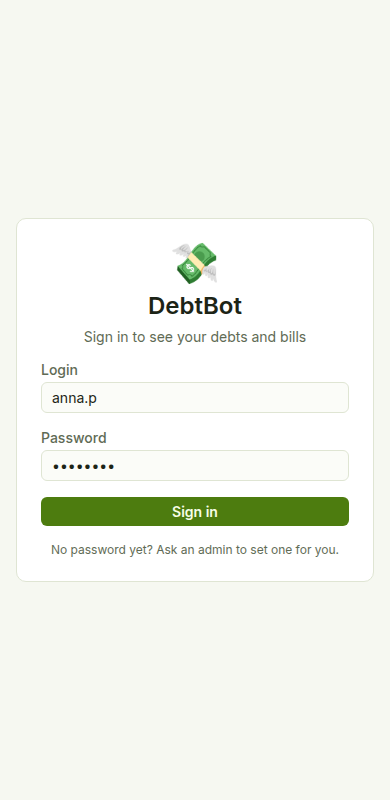 DebtBot
Sign in to see your debts and bills
Login
anna.p
Password
••••••••
Sign in
No password yet? Ask an admin to set one for you.